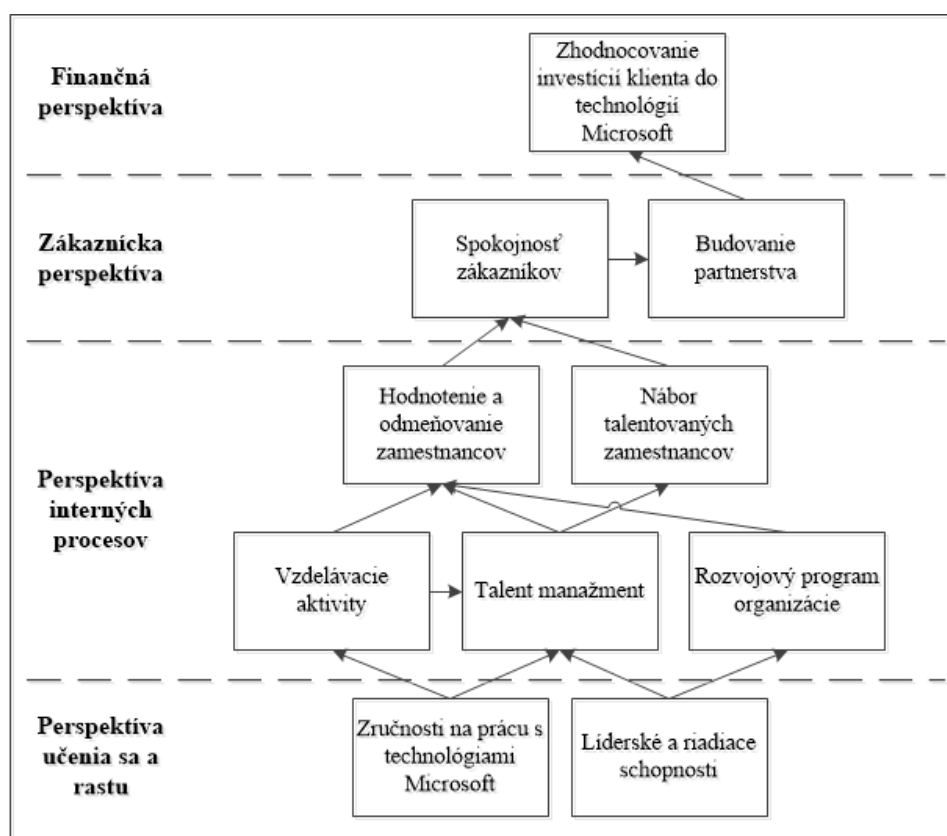 Finančná
perspektíva
Zhodnocovanie
investícií klienta do
technológií
Microsoft
Zákaznícka
perspektíva
Spokojnosť
zákazníkov
Budovanie
partnerstva
Perspektíva
interných
procesov
Hodnotenie a
odmeňovanie
zamestnancov
Nábor
talentovaných
zamestnancov
Vzdelávacie
aktivity
Talent manažment
Rozvojový program
organizácie
Perspektíva
učenia sa a
rastu
Zručnosti na prácu s
technológiami
Microsoft
Líderské a riadiace
schopnosti